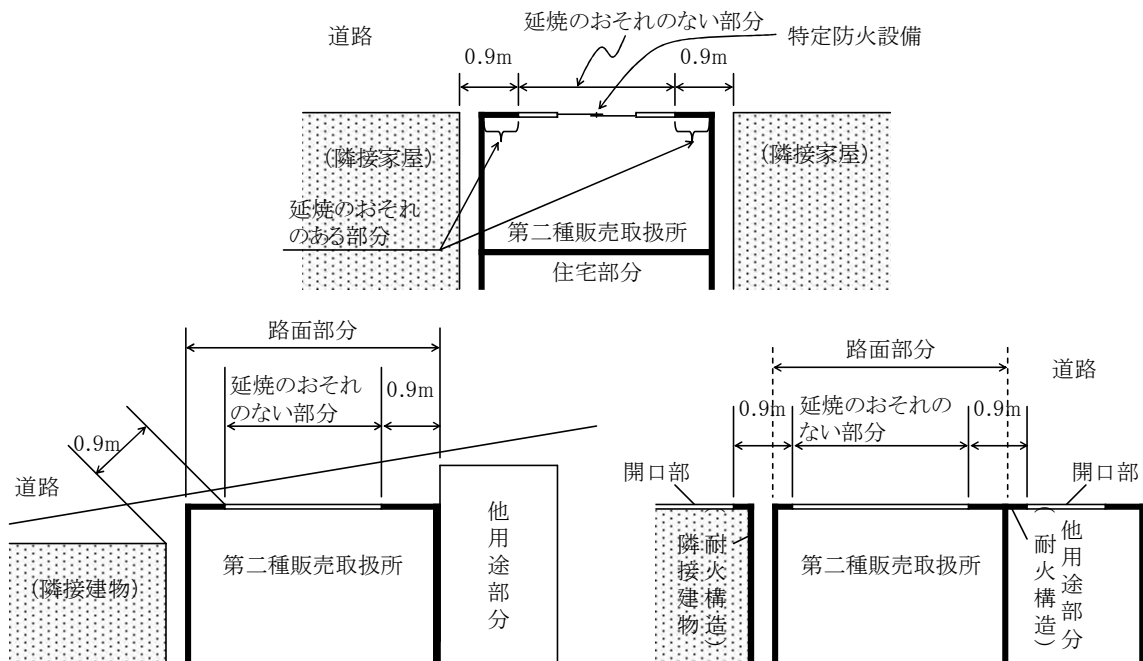 道路
延焼のおそれのない部分
特定防火設備
0.9m
0.9m
(隣接家屋)
(隣接家屋)
延焼のおそれ
のある部分
第二種販売取扱所
住宅部分
路面部分
延焼のおそれ
のない部分
0.9m
0.9m
道路
(隣接建物)
第二種販売取扱所
他用途部分
路面部分
道路
0.9m
延焼のおそれの
ない部分
0.9m
開口部
開口部
隣接建物
(耐火構造)
第二種販売取扱所
他用途部分
(耐火構造)